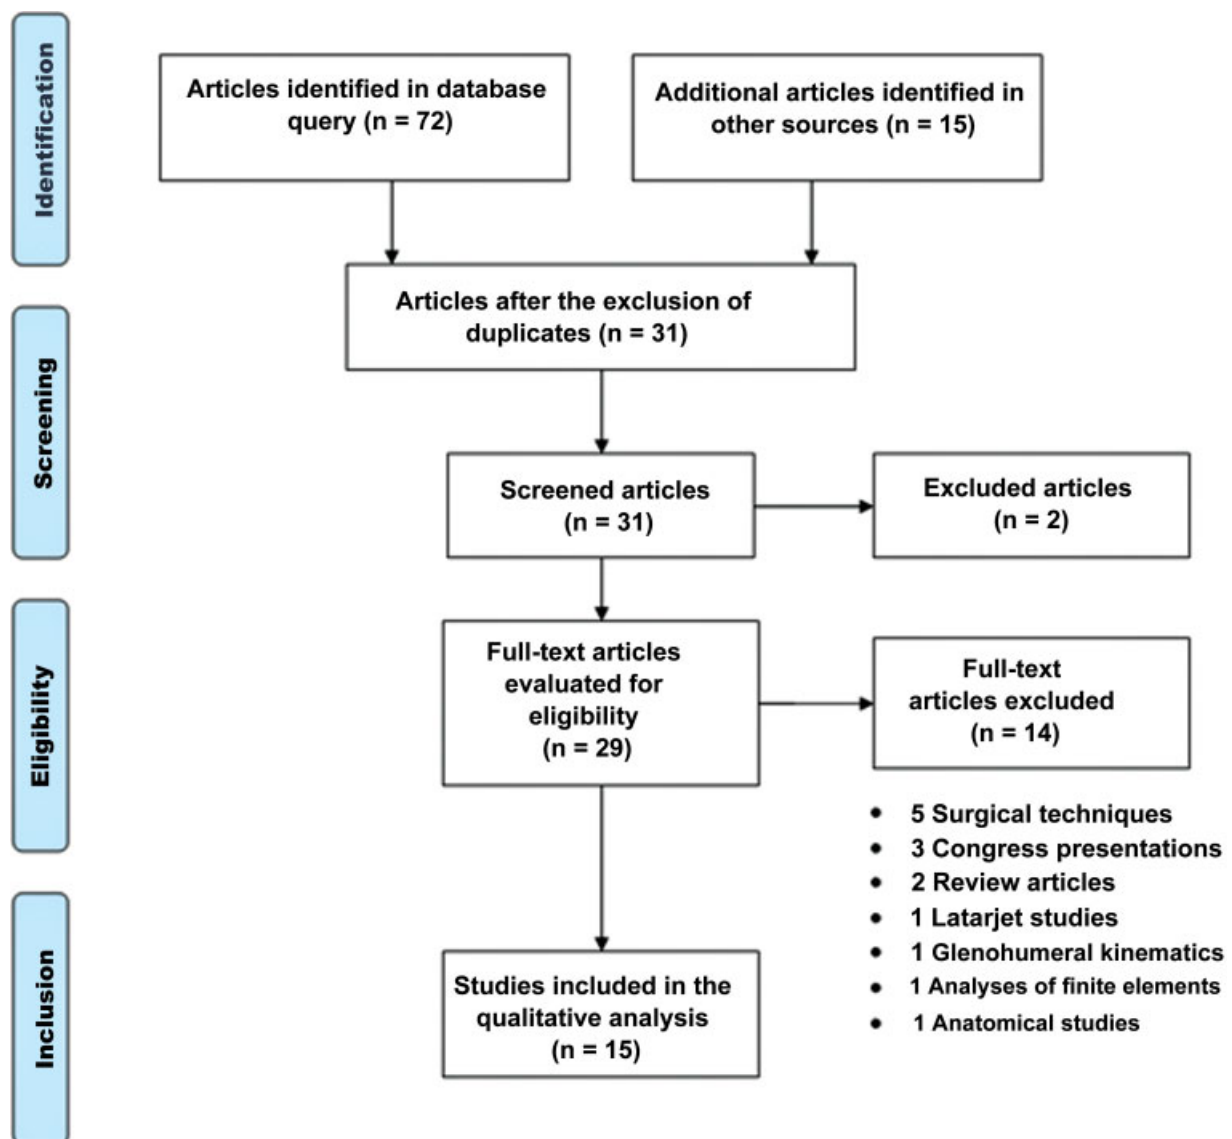 Identification
Articles identified in database
query (n = 72)
Additional articles identified in
other sources (n = 15)
Articles after the exclusion of
duplicates (n = 31)
Screening
Screened articles
(n = 31)
Excluded articles
(n = 2)
Eligibility
Full-text articles
evaluated for
eligibility
(n = 29)
Full-text
articles excluded
(n = 14)
• 5 Surgical techniques
• 3 Congress presentations
• 2 Review articles
• 1 Latarjet studies
• 1 Glenohumeral kinematics
• 1 Analyses of finite elements
• 1 Anatomical studies
Inclusion
Studies included in the
qualitative analysis
(n = 15)